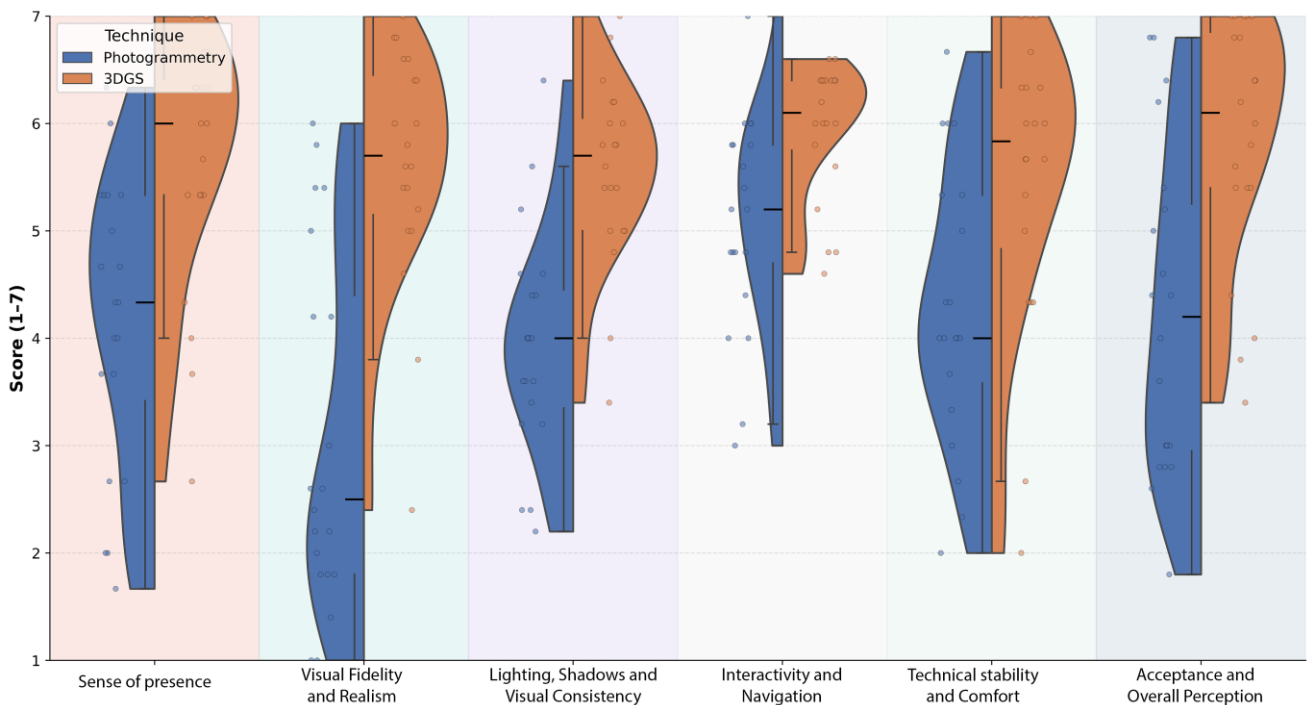 Technique
Photogrammetry
3DGS
Score (1–7)
7
6
5
4
3
2
1
Sense of presence
Visual Fidelity
and Realism
Lighting, Shadows and
Visual Consistency
Interactivity and
Navigation
Technical stability
and Comfort
Acceptance and
Overall Perception